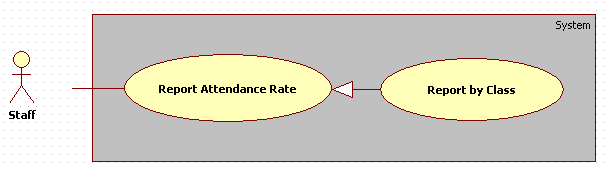 System
Report Attendance Rate
Report by Class
Staff